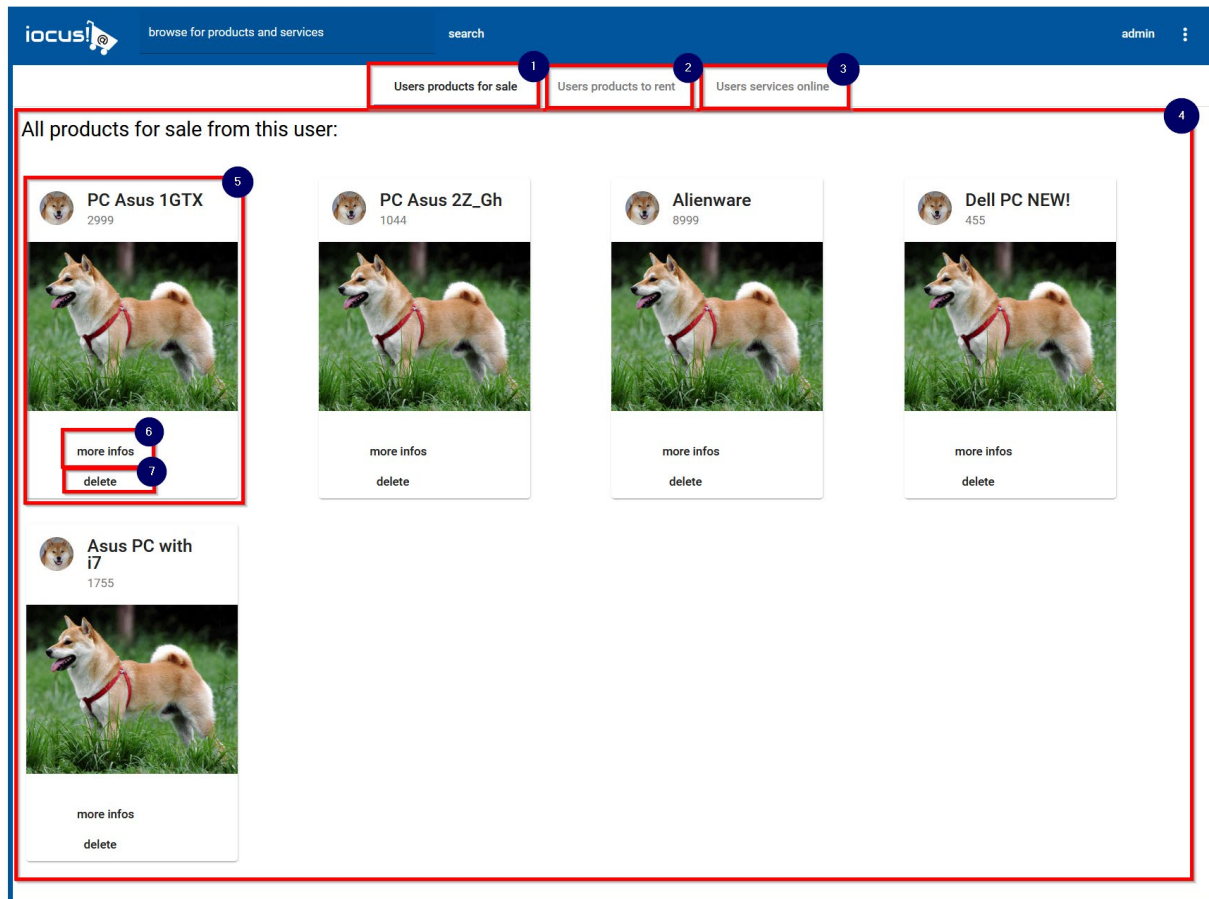 iocus!@
browse for products and services
search
admin
1
2
3
Users products for sale
Users products to rent
Users services online
4
All products for sale from this user:
5
PC Asus 1GTX
2999
PC Asus 2Z_Gh
1044
Alienware
8999
Dell PC NEW!
455
6
more infos
more infos
more infos
more infos
7
delete
delete
delete
delete
Asus PC with
i7
1755
more infos
delete